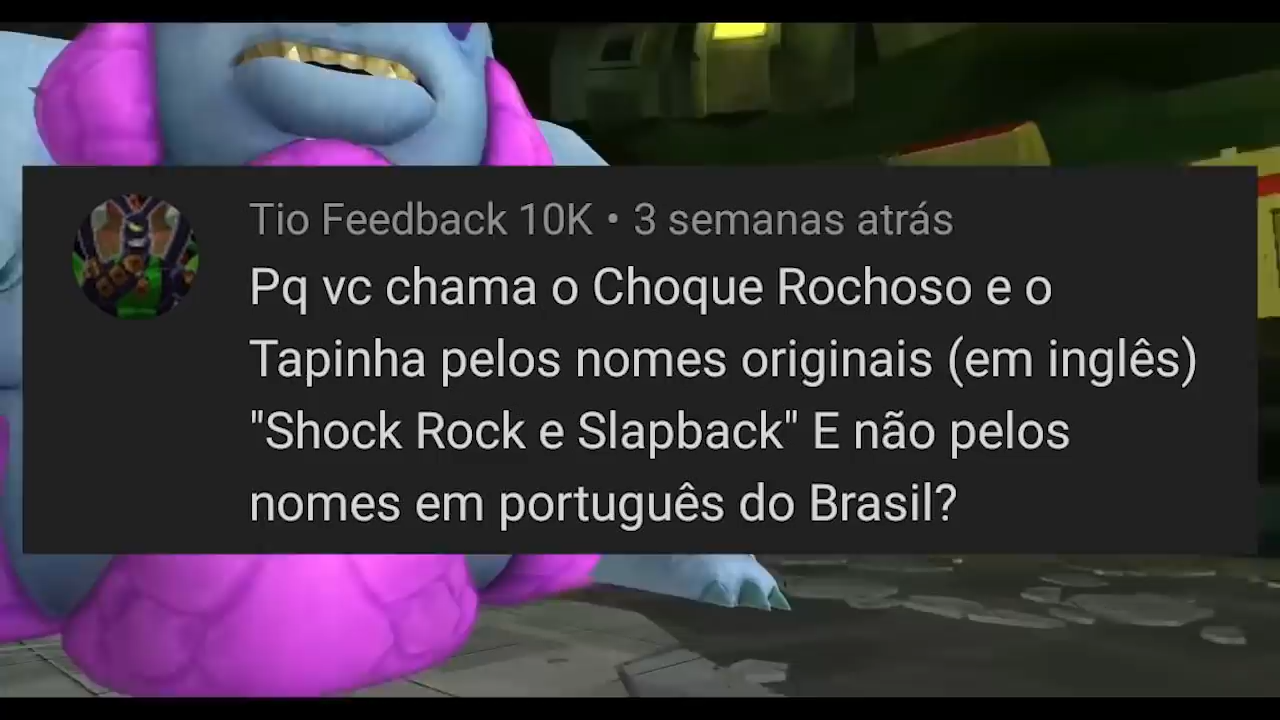 Tio Feedback 10K • 3 semanas atrás
Pq vc chama o Choque Rochoso e o
Tapinha pelos nomes originais (em inglês)
"Shock Rock e Slapback" E não pelos
nomes em português do Brasil?